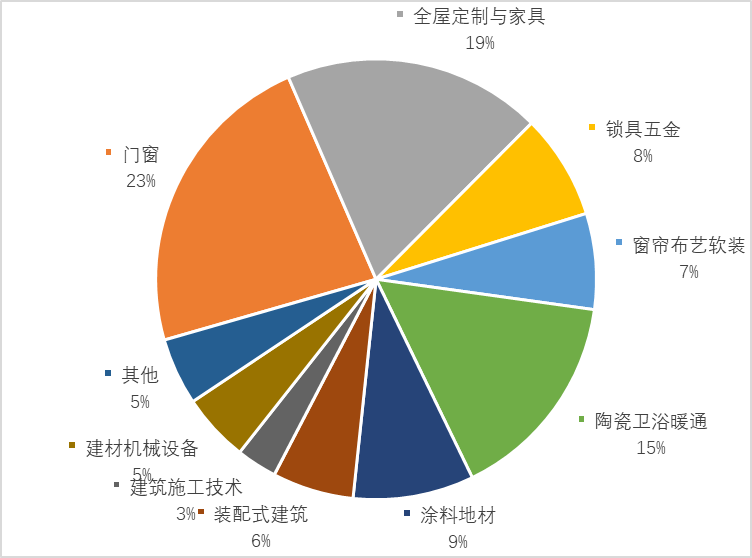 全屋定制与家具
19%
锁具五金
8%
门窗
23%
窗帘布艺软装
7%
其他
5%
陶瓷卫浴暖通
15%
建材机械设备
5%
建筑施工技术
3%
装配式建筑
6%
涂料地材
9%